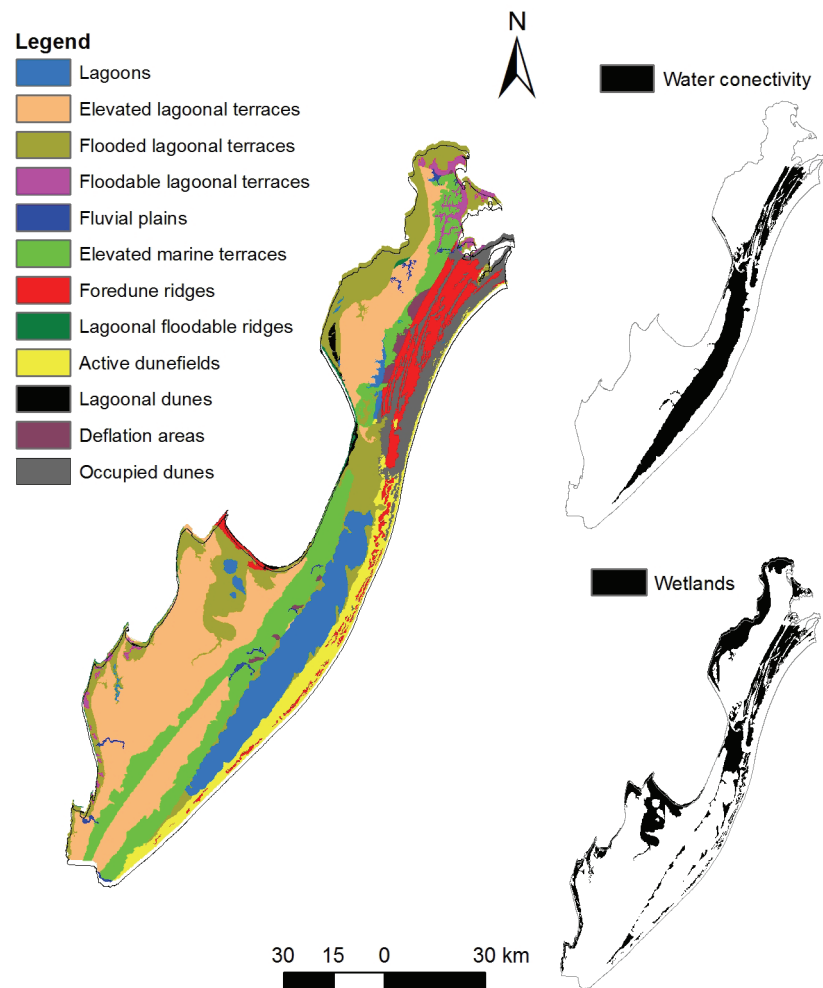 N
Legend
Lagoons
Elevated lagoonal terraces
Flooded lagoonal terraces
Floodable lagoonal terraces
Fluvial plains
Elevated marine terraces
Foredune ridges
Lagoonal floodable ridges
Active dunefields
Lagoonal dunes
Deflation areas
Occupied dunes
Water conectivity
Wetlands
30 15 0 30 km